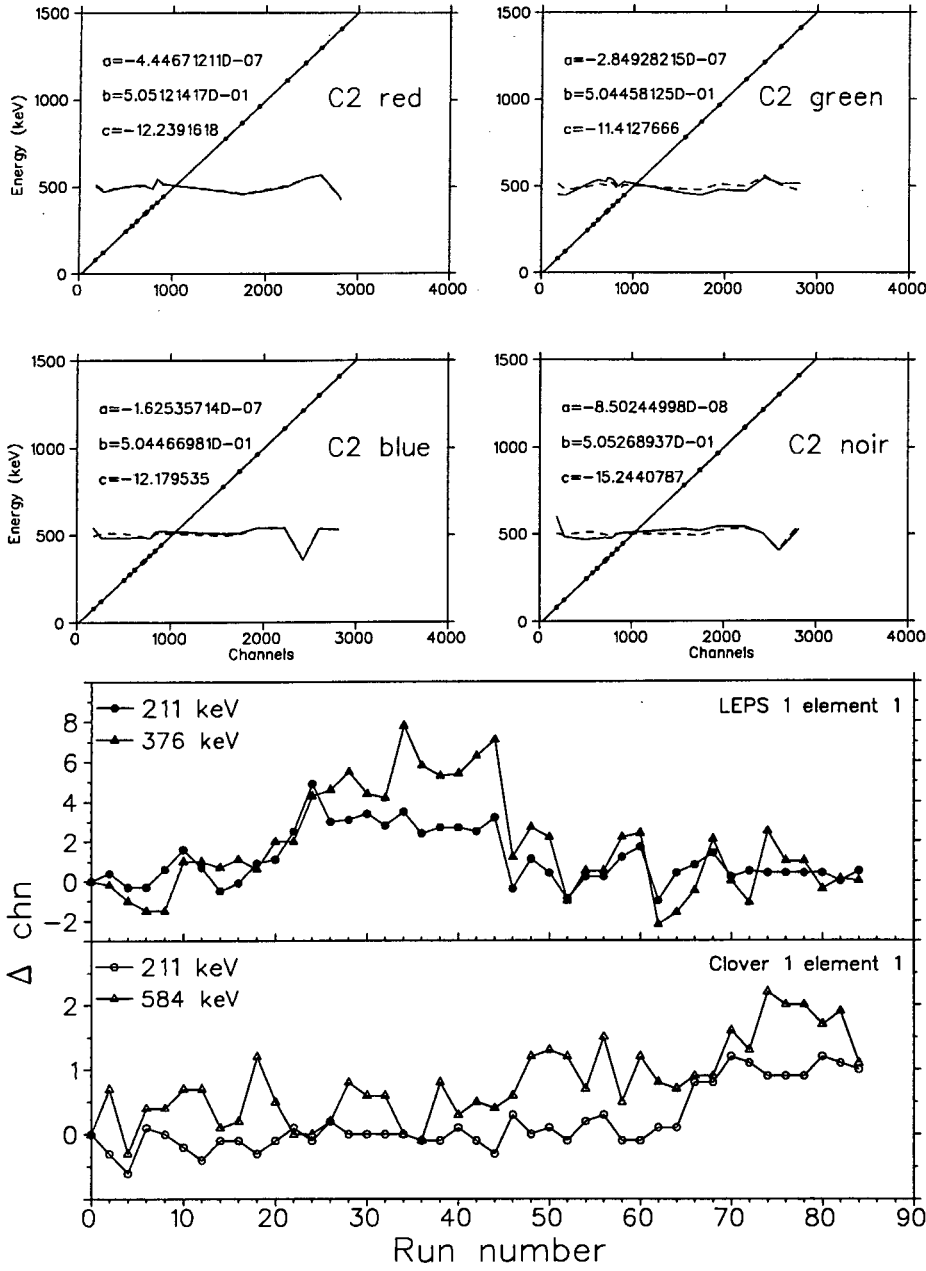 1500
1000
500
0
Energy (keV)
a=-4.44671211D-07
b=5.05121417D-01
c=-12.2391618
C2 red
0 1000 2000 3000 4000
1500
1000
500
0
a=-2.84928215D-07
b=5.04458125D-01
c=-11.4127666
C2 green
0 1000 2000 3000 4000
1500
1000
500
0
Energy (keV)
a=-1.62535714D-07
b=5.04466981D-01
c=-12.179535
C2 blue
0 1000 2000 3000 4000
Channels
1500
1000
500
0
a=-8.50244998D-08
b=5.05268937D-01
c=-15.2440787
C2 noir
0 1000 2000 3000 4000
Channels
211 keV
376 keV
LEPS 1 element 1
8
6
4
2
0
-2
Δ chn
211 keV
584 keV
Clover 1 element 1
2
1
0
0 10 20 30 40 50 60 70 80 90
Run number